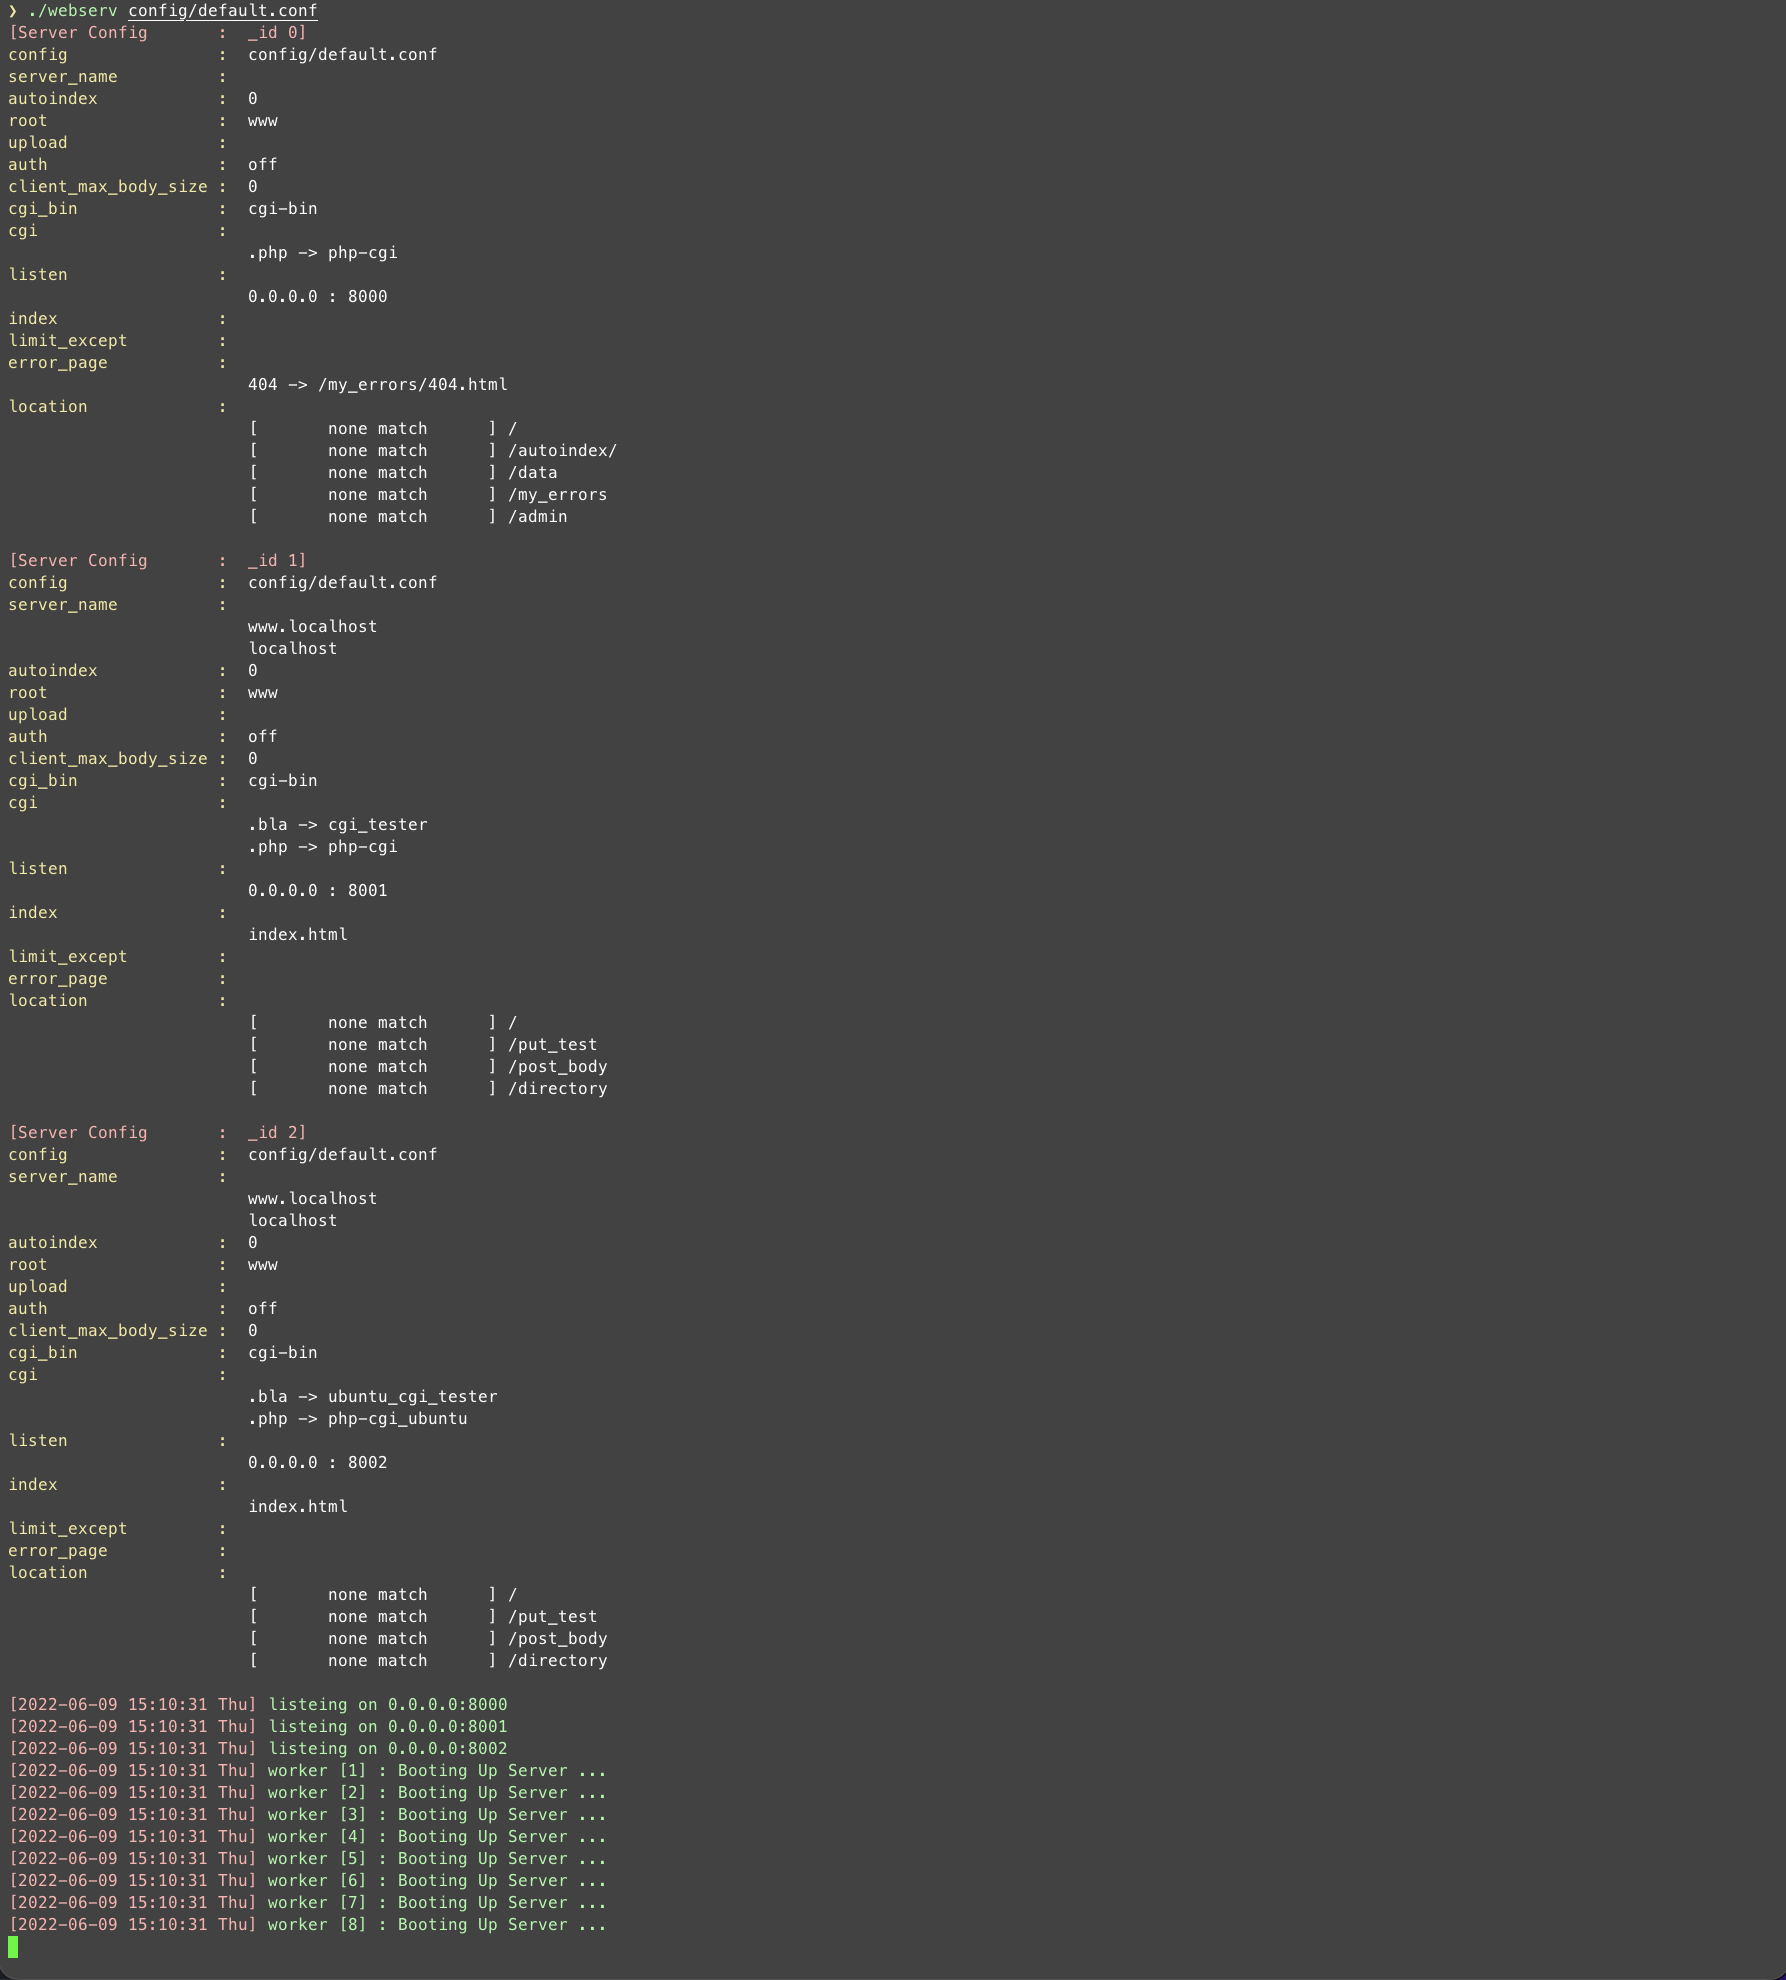 ❯ ./webserv config/default.conf
[Server Config       :  _id 0]
config               :  config/default.conf
server_name          :
autoindex            :  0
root                 :  www
upload               :
auth                 :  off
client_max_body_size :  0
cgi_bin              :  cgi-bin
cgi                  :
                        .php -> php-cgi
listen               :
                        0.0.0.0 : 8000
index                :
limit_except         :
error_page           :
                        404 -> /my_errors/404.html
location             :
                        [       none match      ] /
                        [       none match      ] /autoindex/
                        [       none match      ] /data
                        [       none match      ] /my_errors
                        [       none match      ] /admin

[Server Config       :  _id 1]
config               :  config/default.conf
server_name          :
                        www.localhost
                        localhost
autoindex            :  0
root                 :  www
upload               :
auth                 :  off
client_max_body_size :  0
cgi_bin              :  cgi-bin
cgi                  :
                        .bla -> cgi_tester
                        .php -> php-cgi
listen               :
                        0.0.0.0 : 8001
index                :
                        index.html
limit_except         :
error_page           :
location             :
                        [       none match      ] /
                        [       none match      ] /put_test
                        [       none match      ] /post_body
                        [       none match      ] /directory

[Server Config       :  _id 2]
config               :  config/default.conf
server_name          :
                        www.localhost
                        localhost
autoindex            :  0
root                 :  www
upload               :
auth                 :  off
client_max_body_size :  0
cgi_bin              :  cgi-bin
cgi                  :
                        .bla -> ubuntu_cgi_tester
                        .php -> php-cgi_ubuntu
listen               :
                        0.0.0.0 : 8002
index                :
                        index.html
limit_except         :
error_page           :
location             :
                        [       none match      ] /
                        [       none match      ] /put_test
                        [       none match      ] /post_body
                        [       none match      ] /directory

[2022-06-09 15:10:31 Thu] listeing on 0.0.0.0:8000
[2022-06-09 15:10:31 Thu] listeing on 0.0.0.0:8001
[2022-06-09 15:10:31 Thu] listeing on 0.0.0.0:8002
[2022-06-09 15:10:31 Thu] worker [1] : Booting Up Server ...
[2022-06-09 15:10:31 Thu] worker [2] : Booting Up Server ...
[2022-06-09 15:10:31 Thu] worker [3] : Booting Up Server ...
[2022-06-09 15:10:31 Thu] worker [4] : Booting Up Server ...
[2022-06-09 15:10:31 Thu] worker [5] : Booting Up Server ...
[2022-06-09 15:10:31 Thu] worker [6] : Booting Up Server ...
[2022-06-09 15:10:31 Thu] worker [7] : Booting Up Server ...
[2022-06-09 15:10:31 Thu] worker [8] : Booting Up Server ...